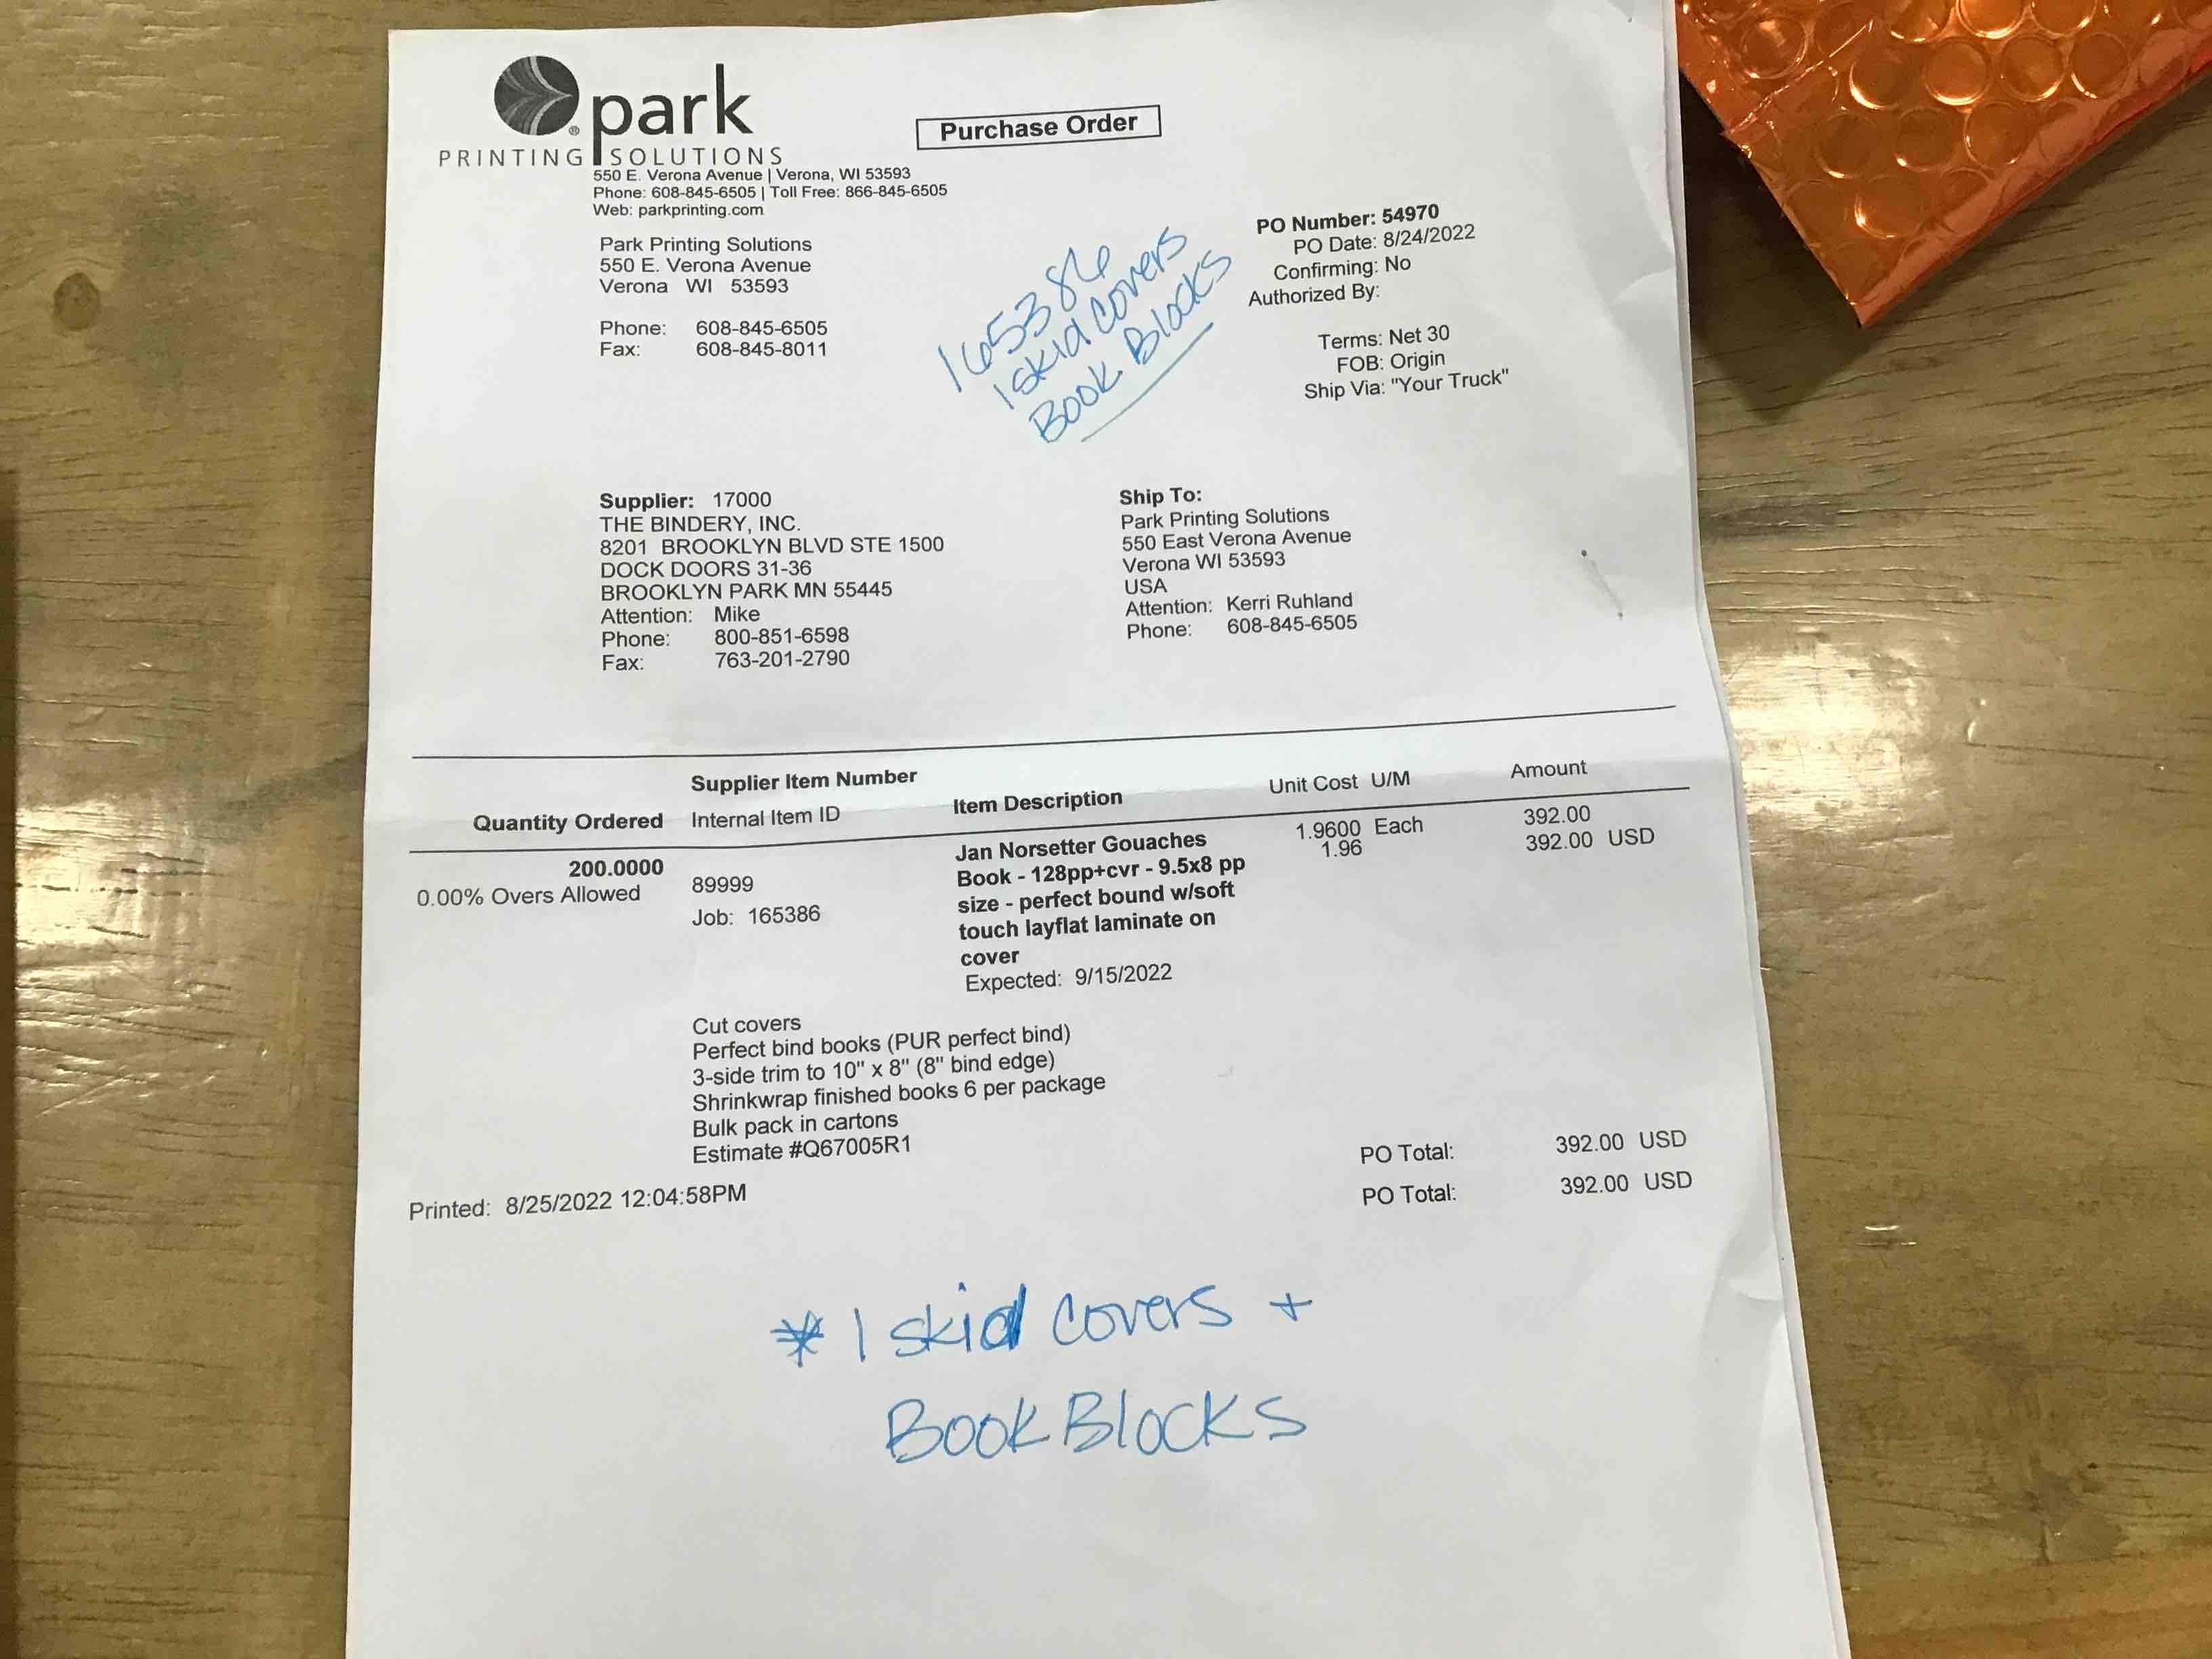 park
PRINTING SOLUTIONS
550 E. Verona Avenue | Verona, WI 53593
Phone: 608-845-6505 | Toll Free: 866-845-6505
Web: parkprinting.com
Purchase Order
Park Printing Solutions
550 E. Verona Avenue
Verona WI 53593
Phone: 608-845-6505
Fax: 608-845-8011
165386
1 skid covers
Book Blocks
PO Number: 54970
PO Date: 8/24/2022
Confirming: No
Authorized By:
Terms: Net 30
FOB: Origin
Ship Via: "Your Truck"
Supplier: 17000
THE BINDERY, INC.
8201 BROOKLYN BLVD STE 1500
DOCK DOORS 31-36
BROOKLYN PARK MN 55445
Attention: Mike
Phone: 800-851-6598
Fax: 763-201-2790
Ship To:
Park Printing Solutions
550 East Verona Avenue
Verona WI 53593
USA
Attention: Kerri Ruhland
Phone: 608-845-6505
Supplier Item Number
Quantity Ordered Internal Item ID Item Description Unit Cost U/M Amount
200.0000
0.00% Overs Allowed
89999
Job: 165386
Jan Norsetter Gouaches
Book - 128pp+cvr - 9.5x8 pp
size - perfect bound w/soft
touch layflat laminate on
cover
Expected: 9/15/2022
1.9600 Each 392.00
1.96 392.00 USD
Cut covers
Perfect bind books (PUR perfect bind)
3-side trim to 10" x 8" (8" bind edge)
Shrinkwrap finished books 6 per package
Bulk pack in cartons
Estimate #Q67005R1
PO Total: 392.00 USD
PO Total: 392.00 USD
Printed: 8/25/2022 12:04:58PM
* 1 skid covers +
Book Blocks